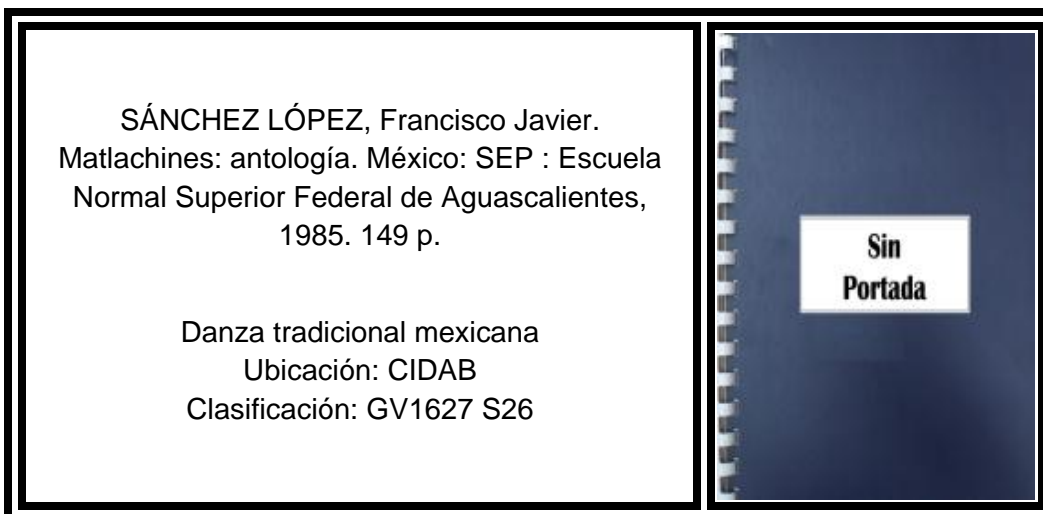 SÁNCHEZ LÓPEZ, Francisco Javier.
Matlachines: antología. México: SEP : Escuela
Normal Superior Federal de Aguascalientes,
1985. 149 p.
Danza tradicional mexicana
Ubicación: CIDAB
Clasificación: GV1627 S26
Sin
Portada